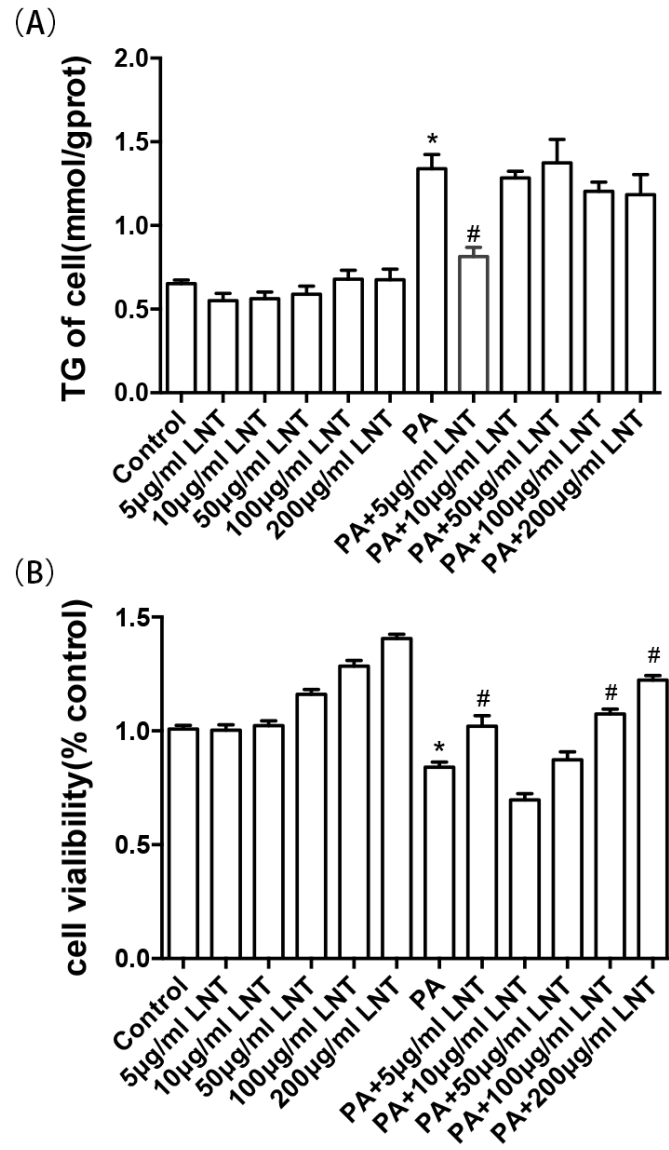 (A)
TG of cell(mmol/gprot)
2.0
1.5
1.0
0.5
0.0
*
#
Control
5μg/ml LNT
10μg/ml LNT
50μg/ml LNT
100μg/ml LNT
200μg/ml LNT
PA
PA+5μg/ml LNT
PA+10μg/ml LNT
PA+50μg/ml LNT
PA+100μg/ml LNT
PA+200μg/ml LNT
(B)
cell vialibility(% control)
1.5
1.0
0.5
0.0
*
#
#
#
Control
5μg/ml LNT
10μg/ml LNT
50μg/ml LNT
100μg/ml LNT
200μg/ml LNT
PA
PA+5μg/ml LNT
PA+10μg/ml LNT
PA+50μg/ml LNT
PA+100μg/ml LNT
PA+200μg/ml LNT